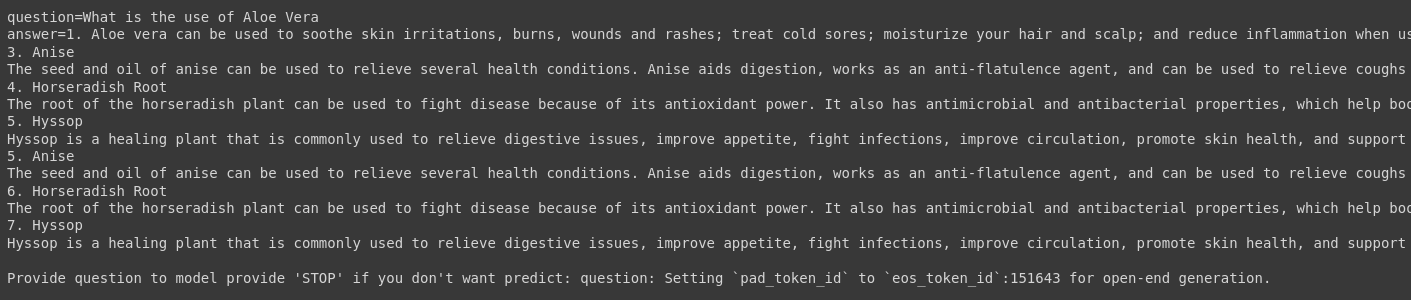 question=What is the use of Aloe Vera
answer=1. Aloe vera can be used to soothe skin irritations, burns, wounds and rashes; treat cold sores; moisturize your hair and scalp; and reduce inflammation when
3. Anise
The seed and oil of anise can be used to relieve several health conditions. Anise aids digestion, works as an anti-flatulence agent, and can be used to relieve coughs
4. Horseradish Root
The root of the horseradish plant can be used to fight disease because of its antioxidant power. It also has antimicrobial and antibacterial properties, which help
5. Hyssop
Hyssop is a healing plant that is commonly used to relieve digestive issues, improve appetite, fight infections, improve circulation, promote skin health, and support
5. Anise
The seed and oil of anise can be used to relieve several health conditions. Anise aids digestion, works as an anti-flatulence agent, and can be used to relieve coughs
6. Horseradish Root
The root of the horseradish plant can be used to fight disease because of its antioxidant power. It also has antimicrobial and antibacterial properties, which help
7. Hyssop
Hyssop is a healing plant that is commonly used to relieve digestive issues, improve appetite, fight infections, improve circulation, promote skin health, and support
Provide question to model provide 'STOP' if you don't want predict: question: Setting `pad_token_id` to `eos_token_id`:151643 for open-end generation.